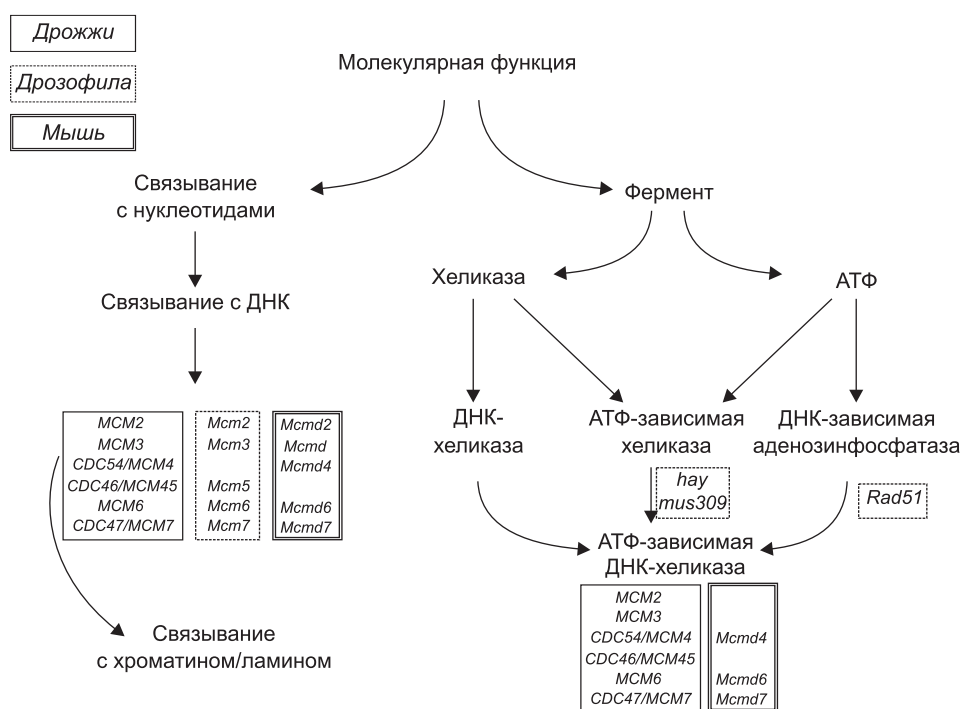 Дрожжи
Дрозофила
Мышь
Молекулярная функция
Связывание
с нуклеотидами
Фермент
Связывание с ДНК
Хеликаза
АТФ
MCM2
MCM3
CDC54/MCM4
CDC46/MCM45
MCM6
CDC47/MCM7
Mcm2
Mcm3
Mcm5
Mcm6
Mcm7
Mcmd2
Mcmd
Mcmd4
Mcmd6
Mcmd7
ДНК-
хеликаза
АТФ-зависимая
хеликаза
ДНК-зависимая
аденозинфосфатаза
hay
mus309
Rad51
АТФ-зависимая
ДНК-хеликаза
MCM2
MCM3
CDC54/MCM4
CDC46/MCM45
MCM6
CDC47/MCM7
Mcmd4
Mcmd6
Mcmd7
Связывание
с хроматином/ламином